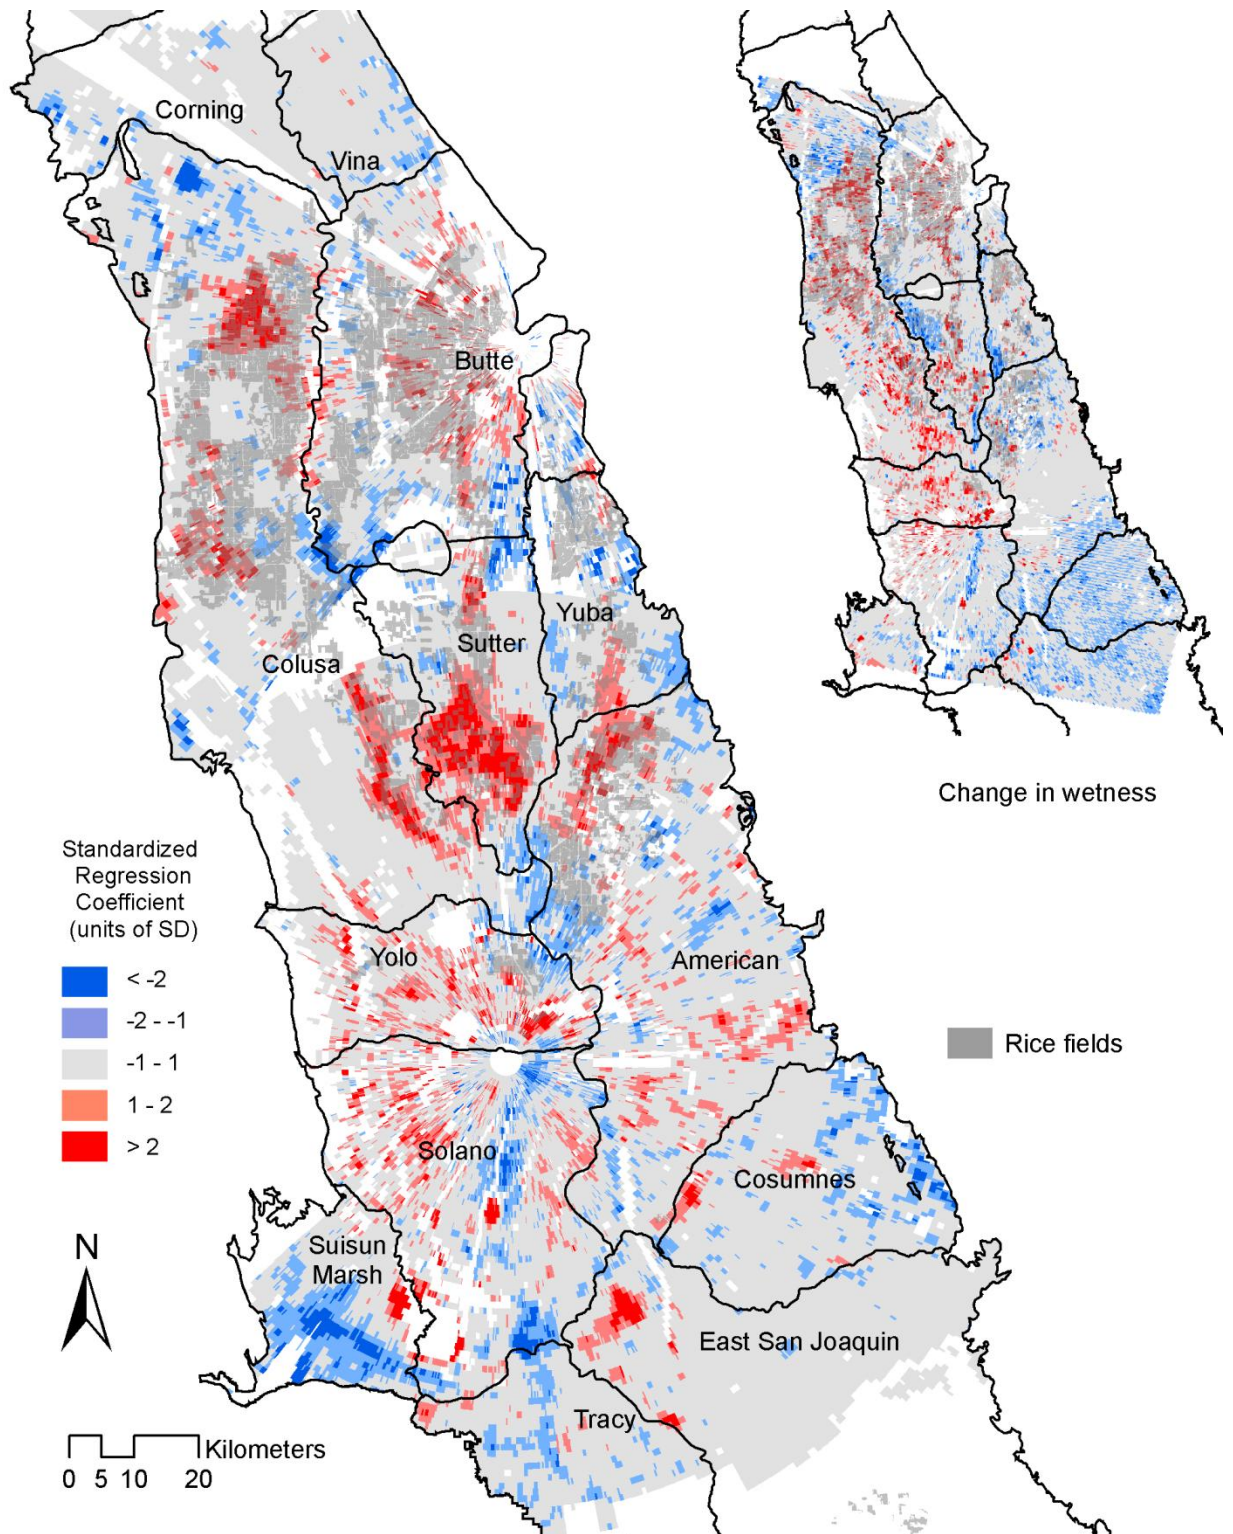 Corning
Vina
Butte
Yuba
Sutter
Colusa
Change in wetness
Standardized
Regression
Coefficient
(units of SD)
< -2
-2 - -1
-1 - 1
1 - 2
> 2
Yolo
American
Rice fields
Solano
Cosumnes
N
Suisun
Marsh
East San Joaquin
Tracy
Kilometers
0 5 10 20